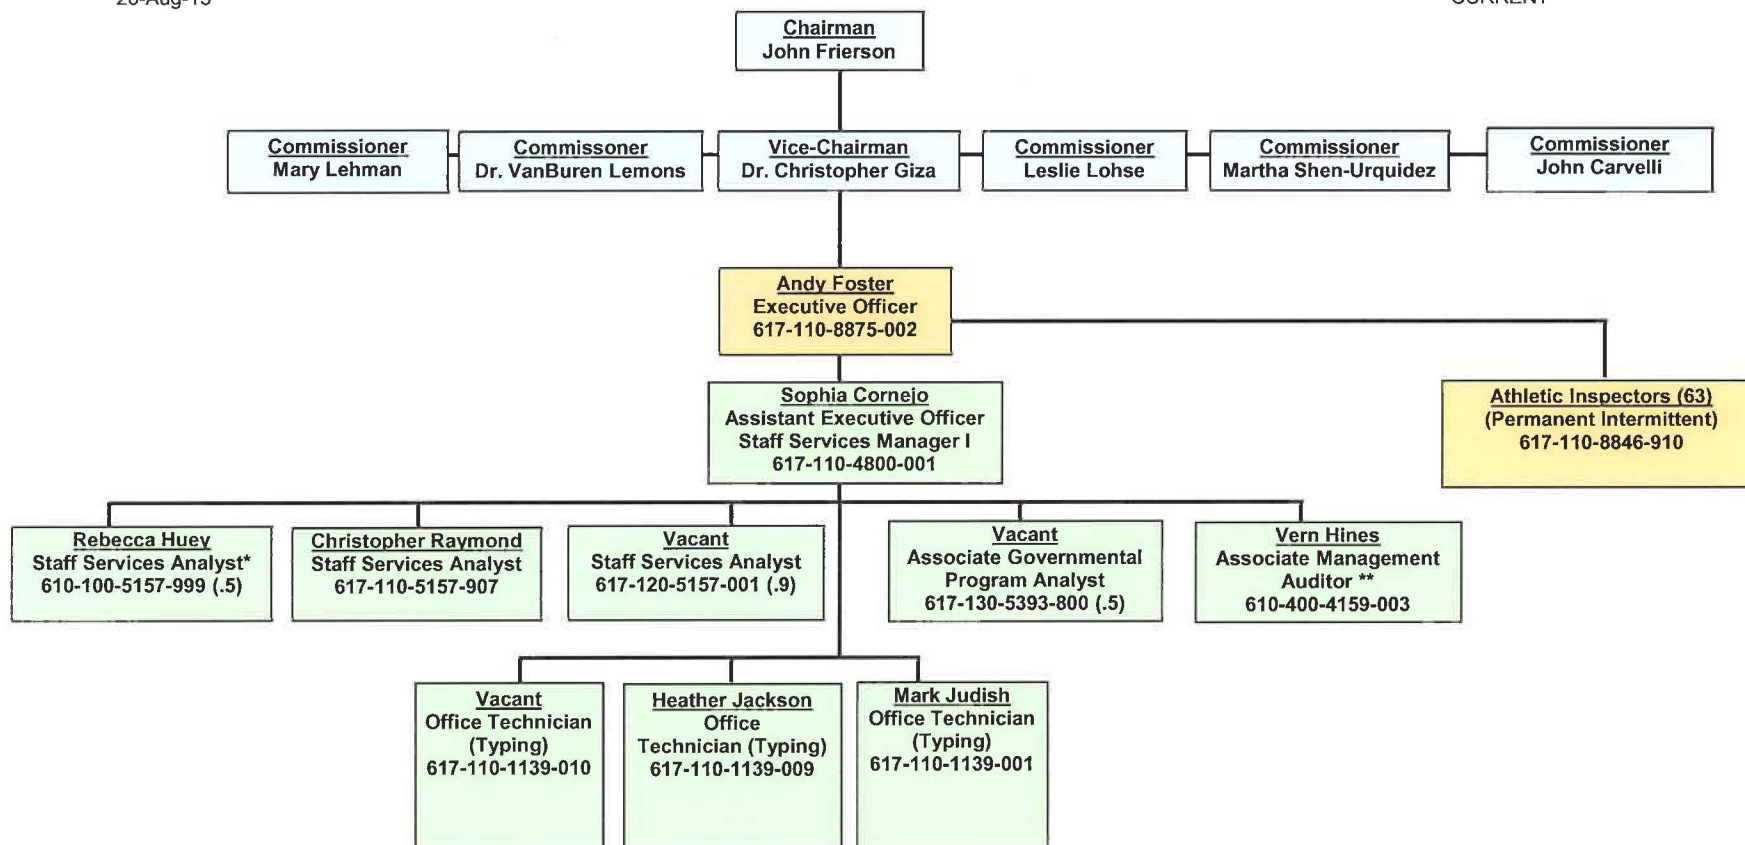 Chairman
John Frierson
Commissioner
Mary Lehman
Commissoner
Dr. VanBuren Lemons
Vice-Chairman
Dr. Christopher Giza
Commissioner
Leslie Lohse
Commissioner
Martha Shen-Urquidez
Commissioner
John Carvelli
Andy Foster
Executive Officer
617-110-8875-002
Sophia Cornejo
Assistant Executive Officer
Staff Services Manager I
617-110-4800-001
Athletic Inspectors (63)
(Permanent Intermittent)
617-110-8846-910
Rebecca Huey
Staff Services Analyst*
610-100-5157-999 (.5)
Christopher Raymond
Staff Services Analyst
617-110-5157-907
Vacant
Staff Services Analyst
617-120-5157-001 (.9)
Vacant
Associate Governmental
Program Analyst
617-130-5393-800 (.5)
Vern Hines
Associate Management
Auditor **
610-400-4159-003
Vacant
Office Technician
(Typing)
617-110-1139-010
Heather Jackson
Office
Technician (Typing)
617-110-1139-009
Mark Judish
Office Technician
(Typing)
617-110-1139-001